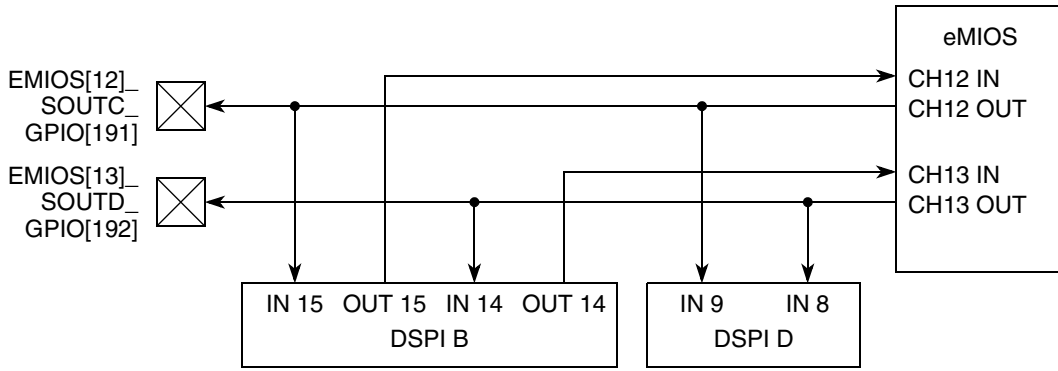 eMIOS
EMIOS[12]_
SOUTC_
GPIO[191]
CH12 IN
CH12 OUT
EMIOS[13]_
SOUTD_
GPIO[192]
CH13 IN
CH13 OUT
IN 15 OUT 15 IN 14 OUT 14
DSPI B
IN 9 IN 8
DSPI D